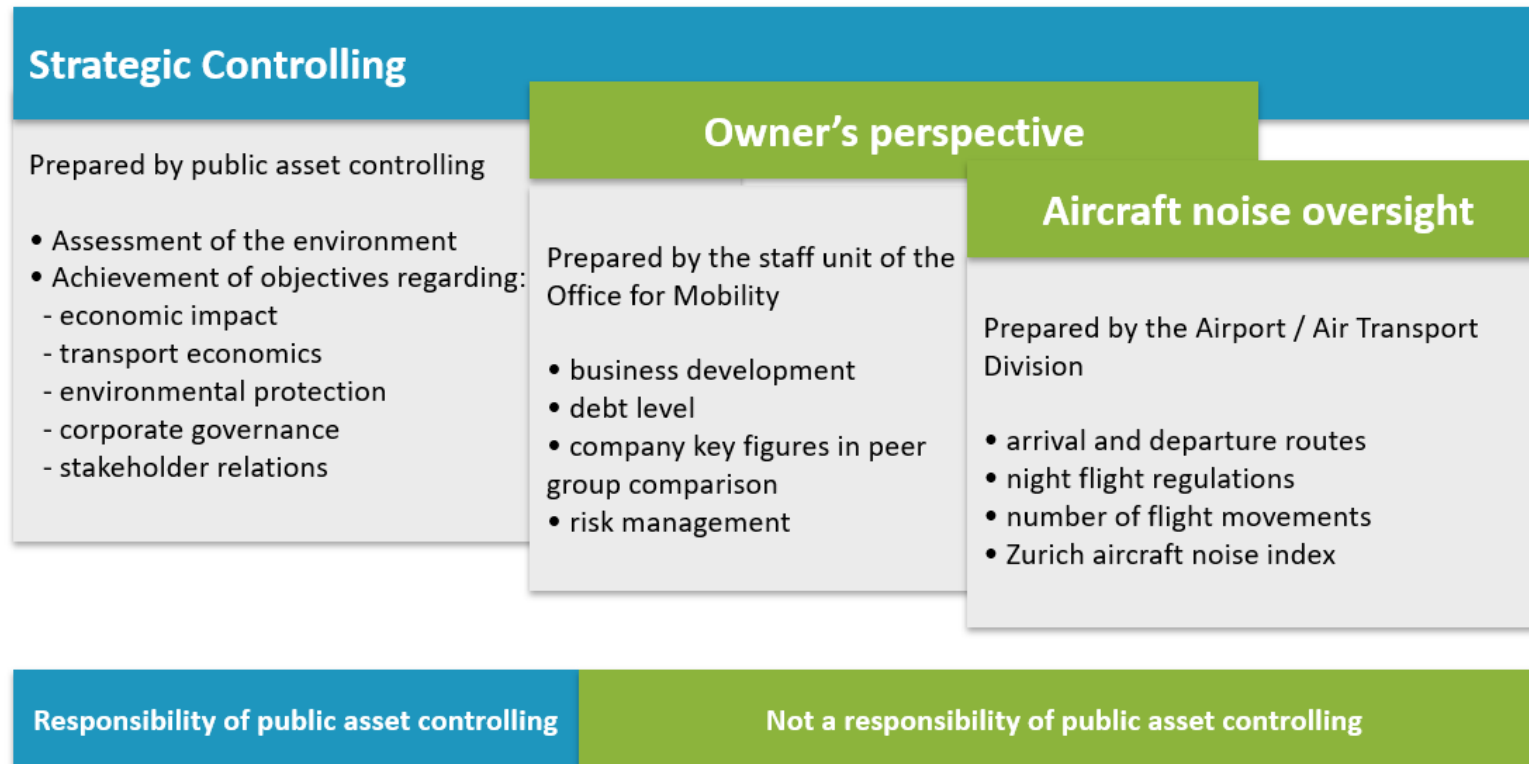 Strategic Controlling
Prepared by public asset controlling
• Assessment of the environment
• Achievement of objectives regarding:
- economic impact
- transport economics
- environmental protection
- corporate governance
- stakeholder relations
Owner’s perspective
Prepared by the staff unit of the
Office for Mobility
• business development
• debt level
• company key figures in peer
group comparison
• risk management
Aircraft noise oversight
Prepared by the Airport / Air Transport
Division
• arrival and departure routes
• night flight regulations
• number of flight movements
• Zurich aircraft noise index
Responsibility of public asset controlling
Not a responsibility of public asset controlling